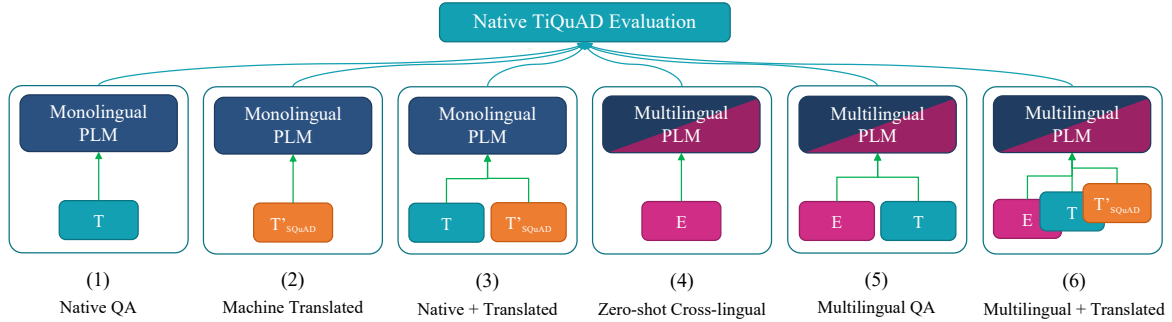 Native TiQuAD Evaluation
Monolingual
PLM
T
(1)
Native QA
Monolingual
PLM
T'SQuAD
(2)
Machine Translated
Monolingual
PLM
T
T'SQuAD
(3)
Native + Translated
Multilingual
PLM
E
(4)
Zero-shot Cross-lingual
Multilingual
PLM
E
T
(5)
Multilingual QA
Multilingual
PLM
E
T
T'SQuAD
(6)
Multilingual + Translated